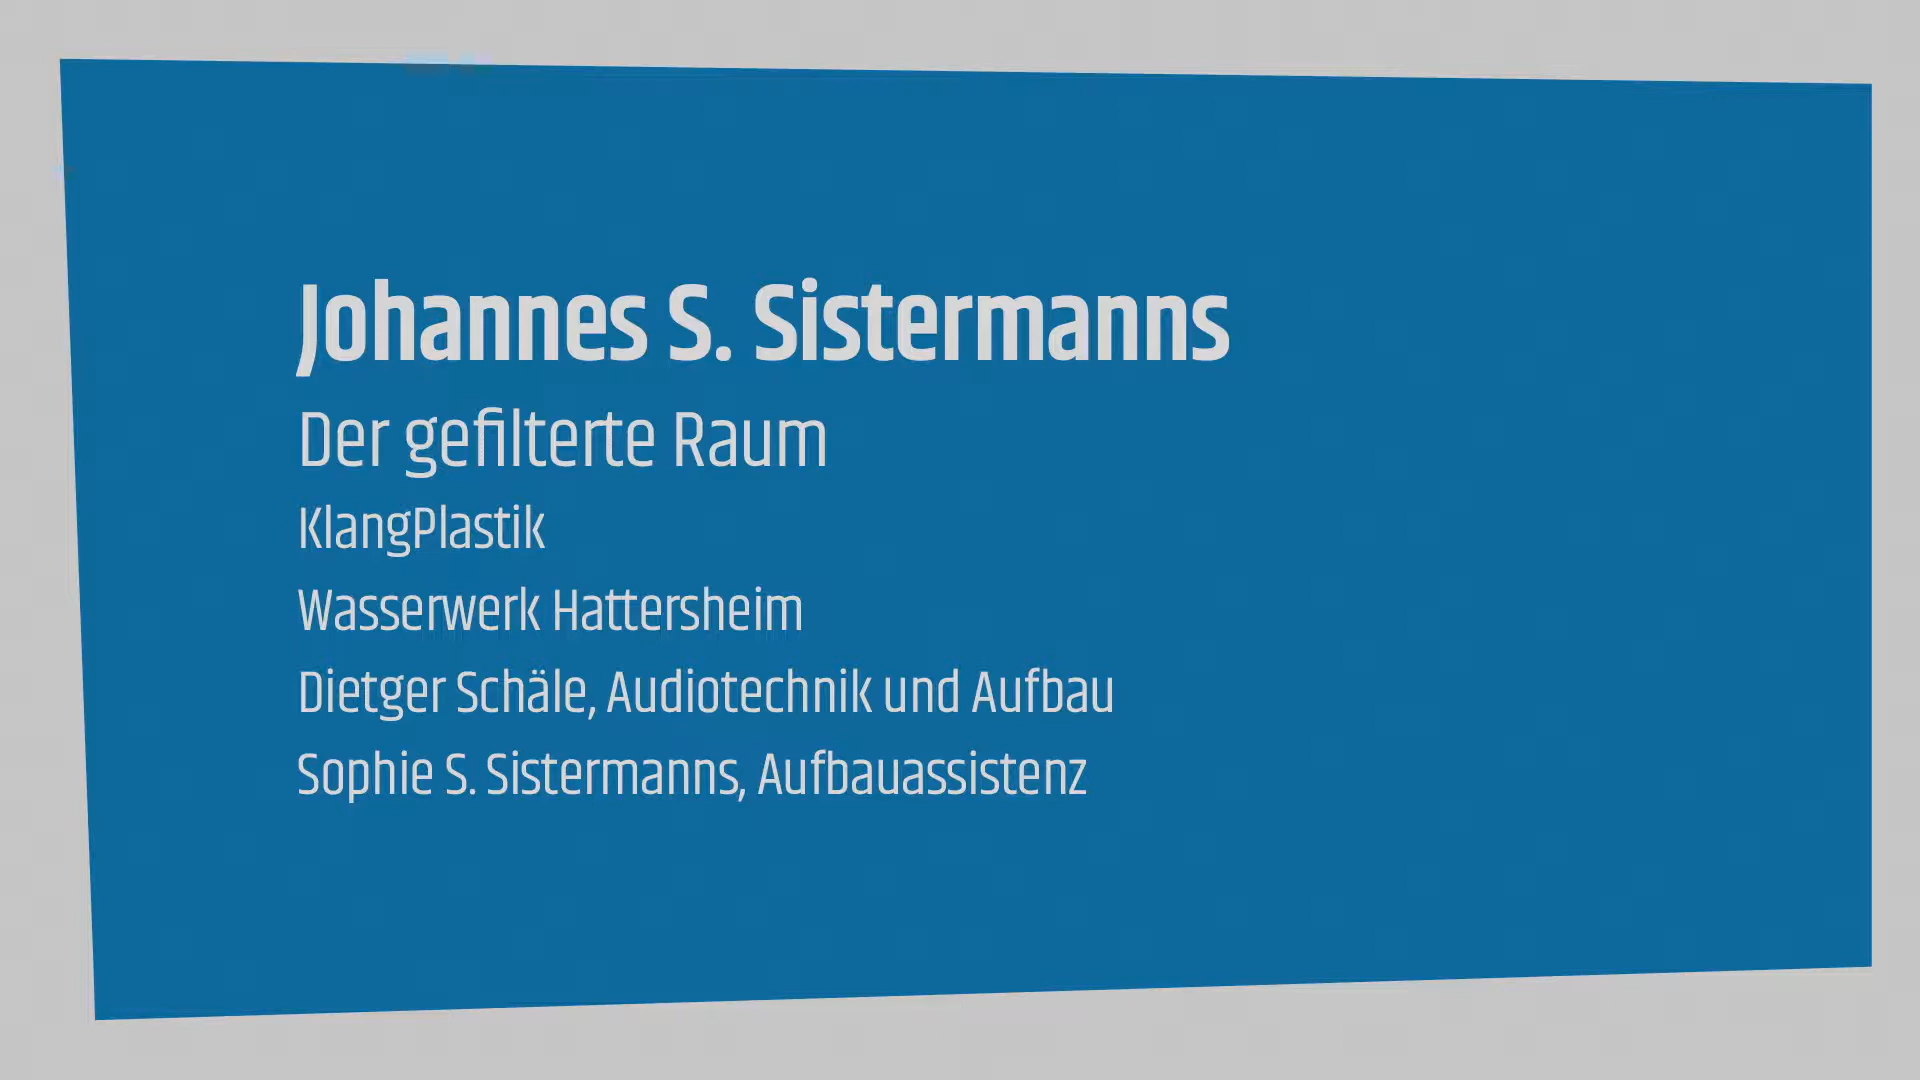 Johannes S. Sistermanns
Der gefilterte Raum
KlangPlastik
Wasserwerk Hattersheim
Dietger Schäle, Audiotechnik und Aufbau
Sophie S. Sistermanns, Aufbauassistenz